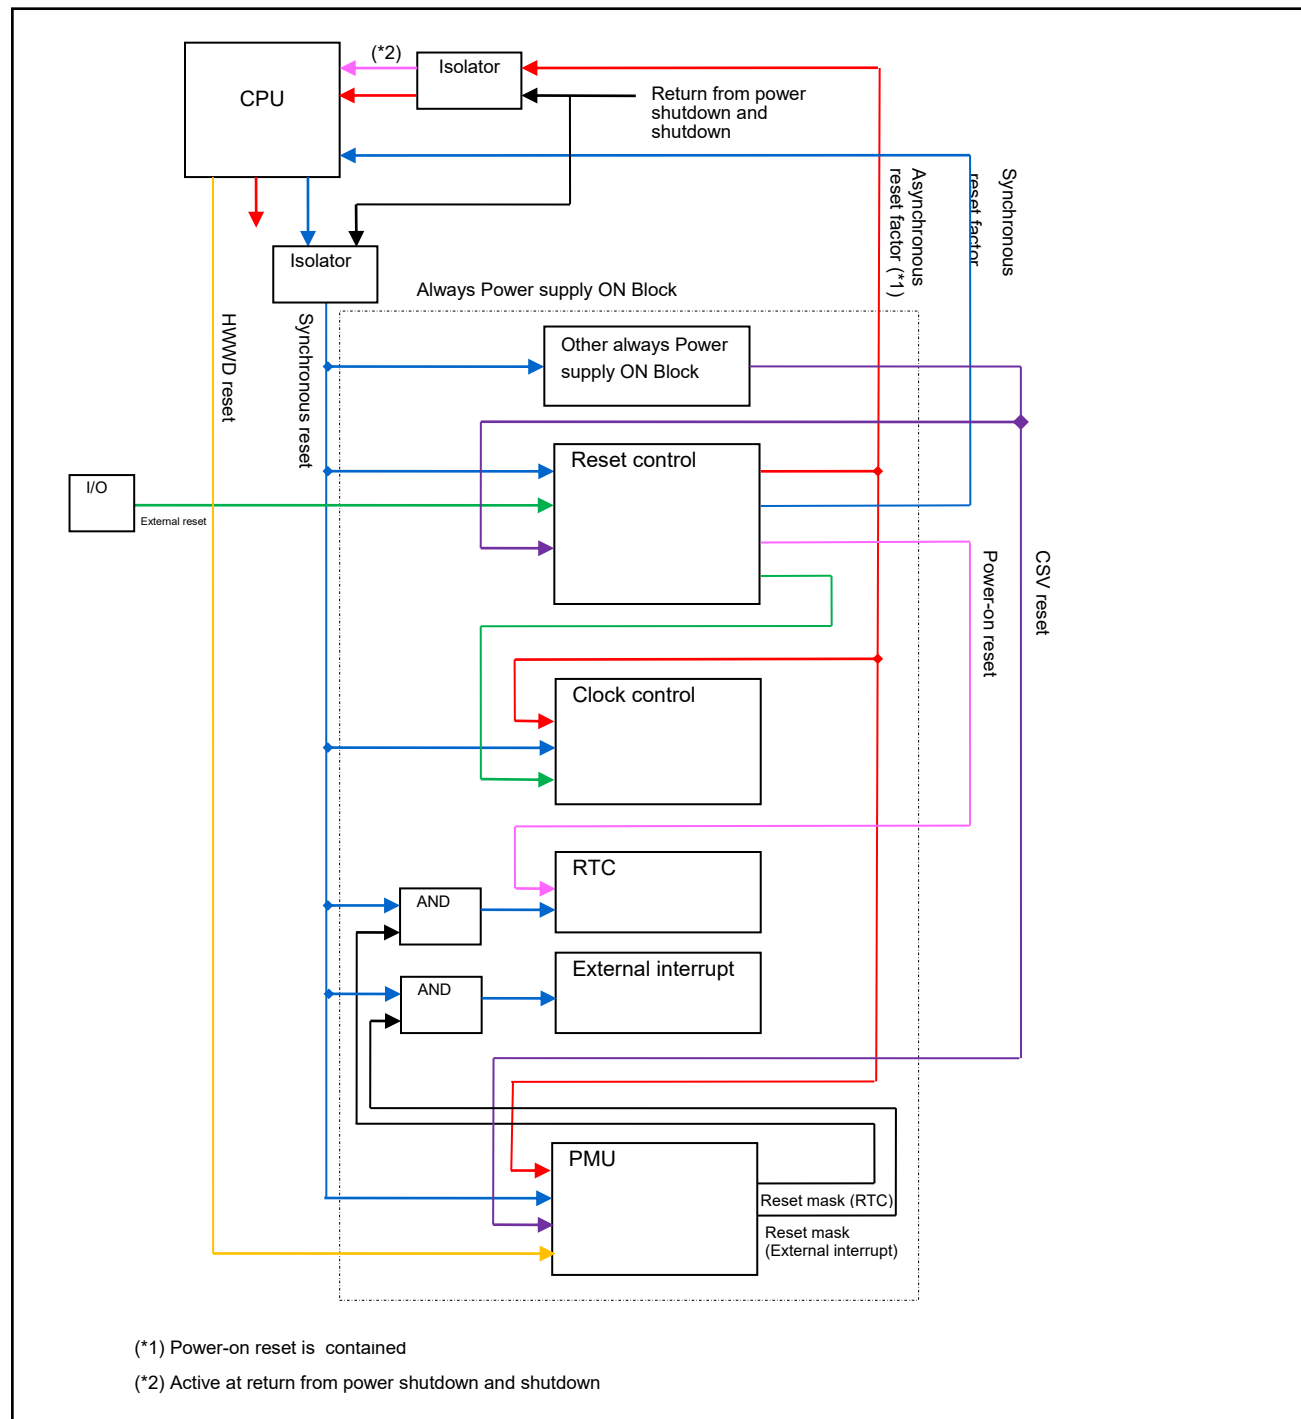 (*2)
Isolator
CPU
Return from power
shutdown and
shutdown
Synchronous
reset factor
Asynchronous
reset factor (*1)
Isolator
Always Power supply ON Block
HWWD reset
Synchronous reset
Other always Power
supply ON Block
Reset control
I/O
External reset
Power-on reset
CSV reset
Clock control
RTC
AND
External interrupt
AND
PMU
Reset mask (RTC)
Reset mask
(External interrupt)
(*1) Power-on reset is contained
(*2) Active at return from power shutdown and shutdown